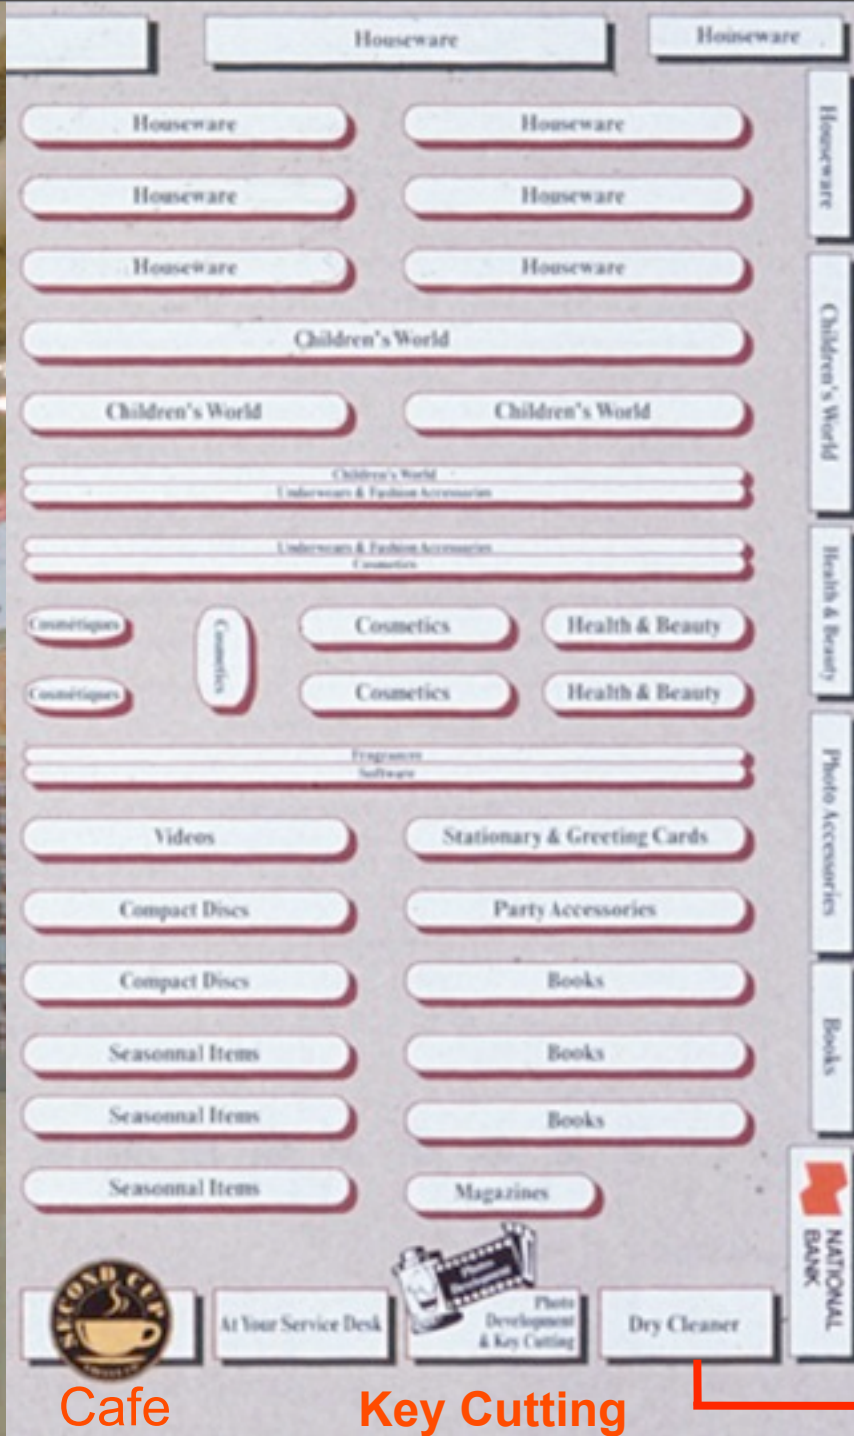 Houseware
Houseware
Houseware
Houseware
Houseware
Houseware
Houseware
Houseware
Houseware
Children's World
Children's World
Children's World
Children's World
Children's World
Underwears & Fashion Accessories
Underwears & Fashion Accessories
Cosmetics
Health & Beauty
Cosmétiques
Cosmetics
Cosmetics
Health & Beauty
Cosmétiques
Cosmetics
Health & Beauty
Fragrances
Software
Photo Accessories
Videos
Stationary & Greeting Cards
Compact Discs
Party Accessories
Compact Discs
Books
Books
Seasonnal Items
Books
Seasonnal Items
Books
Seasonnal Items
Magazines
NATIONAL
BANK
SECOND CUP
At Your Service Desk
Photo
Development
& Key Cutting
Dry Cleaner
Cafe
Key Cutting